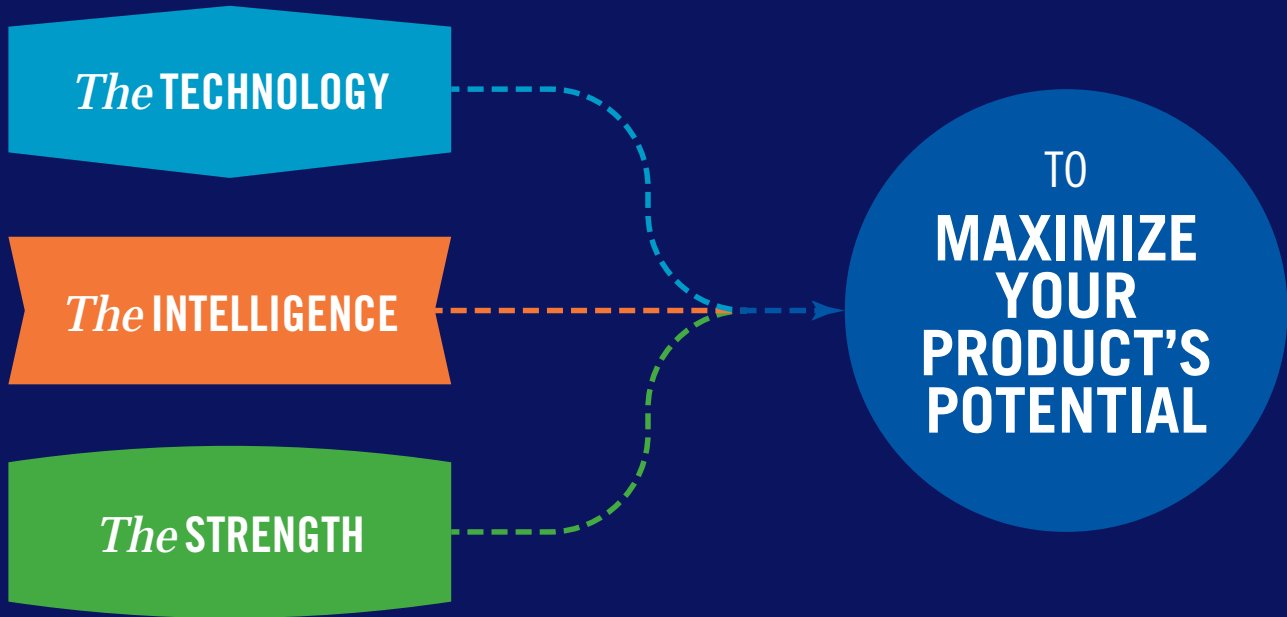 The TECHNOLOGY
The INTELLIGENCE
The STRENGTH
TO
MAXIMIZE
YOUR
PRODUCT’S
POTENTIAL